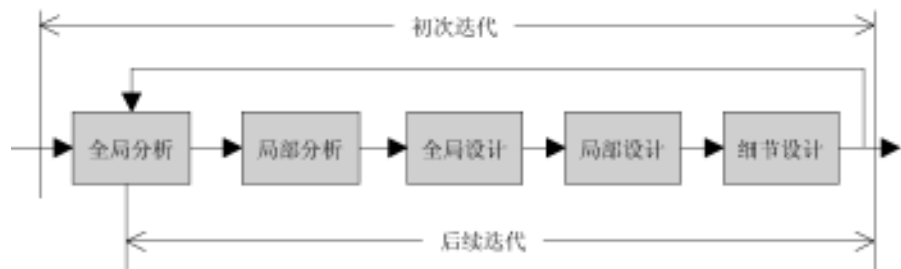 初次迭代
全局分析
局部分析
全局设计
局部设计
细节设计
后续迭代